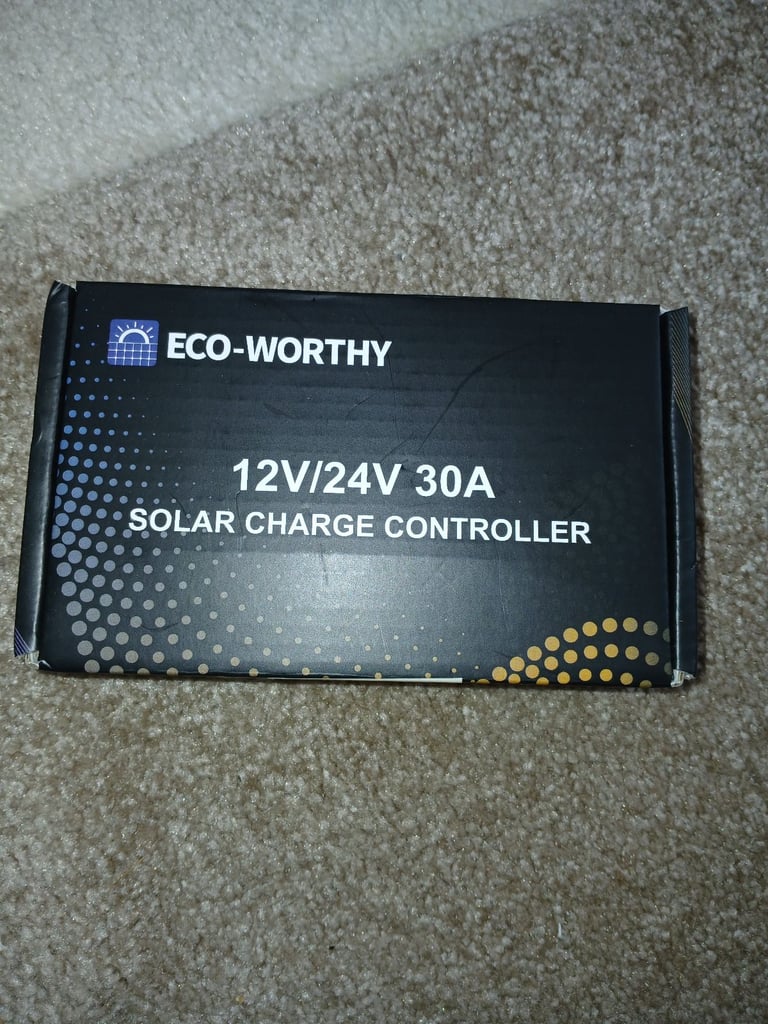 ECO-WORTHY
12V/24V 30A
SOLAR CHARGE CONTROLLER